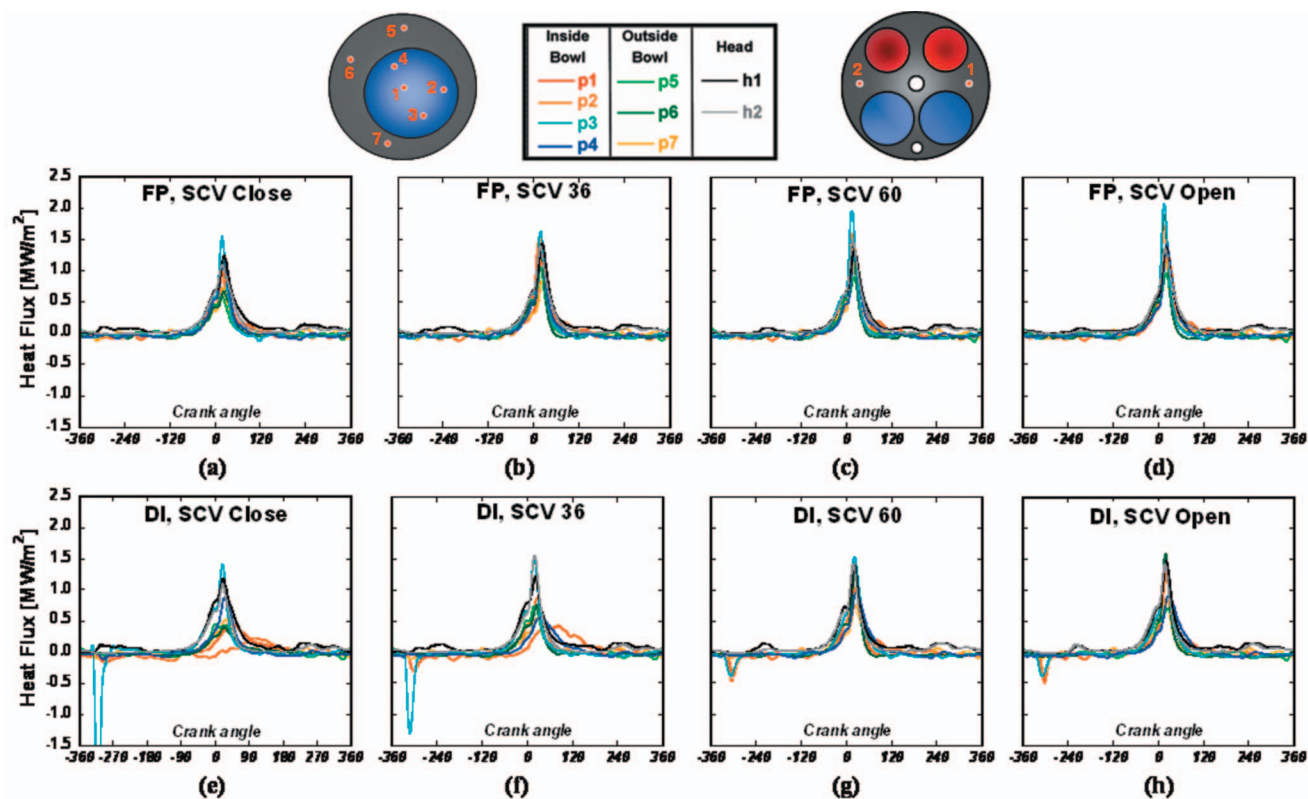 5
6
4
1
2
3
7
Inside Bowl Outside Bowl Head
p1 p5 h1
p2
p3 p6 h2
p4 p7
2 1
FP, SCV Close FP, SCV 36 FP, SCV 60 FP, SCV Open
Heat Flux [MW/m²]
2.5
2.0
1.5
1.0
0.5
0.0
-0.5
-1.0
-1.5
Crank angle Crank angle Crank angle Crank angle
-360 -240 -120 0 120 240 360 -360 -240 -120 0 120 240 360 -360 -240 -120 0 120 240 360 -360 -240 -120 0 120 240 360
(a) (b) (c) (d)
DI, SCV Close DI, SCV 36 DI, SCV 60 DI, SCV Open
Heat Flux [MW/m²]
2.5
2.0
1.5
1.0
0.5
0.0
-0.5
-1.0
-1.5
Crank angle Crank angle Crank angle Crank angle
-360 -270 -180 -90 0 90 180 270 360 -360 -240 -120 0 120 240 360 -360 -240 -120 0 120 240 360 -360 -240 -120 0 120 240 360
(e) (f) (g) (h)